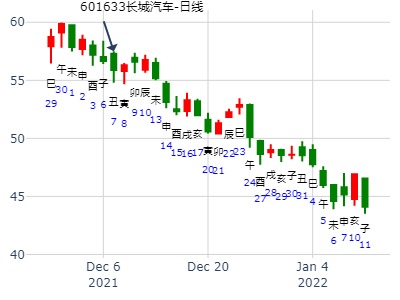 601633长城汽车-日线
60
55
50
45
40
巳 午 未 申 酉 子 丑 寅 卯 辰 未 申 酉 戌 亥 寅 卯 辰 巳 午 酉 戌 亥 子 丑 巳 午 未 申 亥 子
29 30 1 2 3 6 7 8 9 10 13 14 15 16 17 20 21 22 23 24 27 28 29 30 31 4 5 6 7 10 11
Dec 6 Dec 20 Jan 4
2021 2022